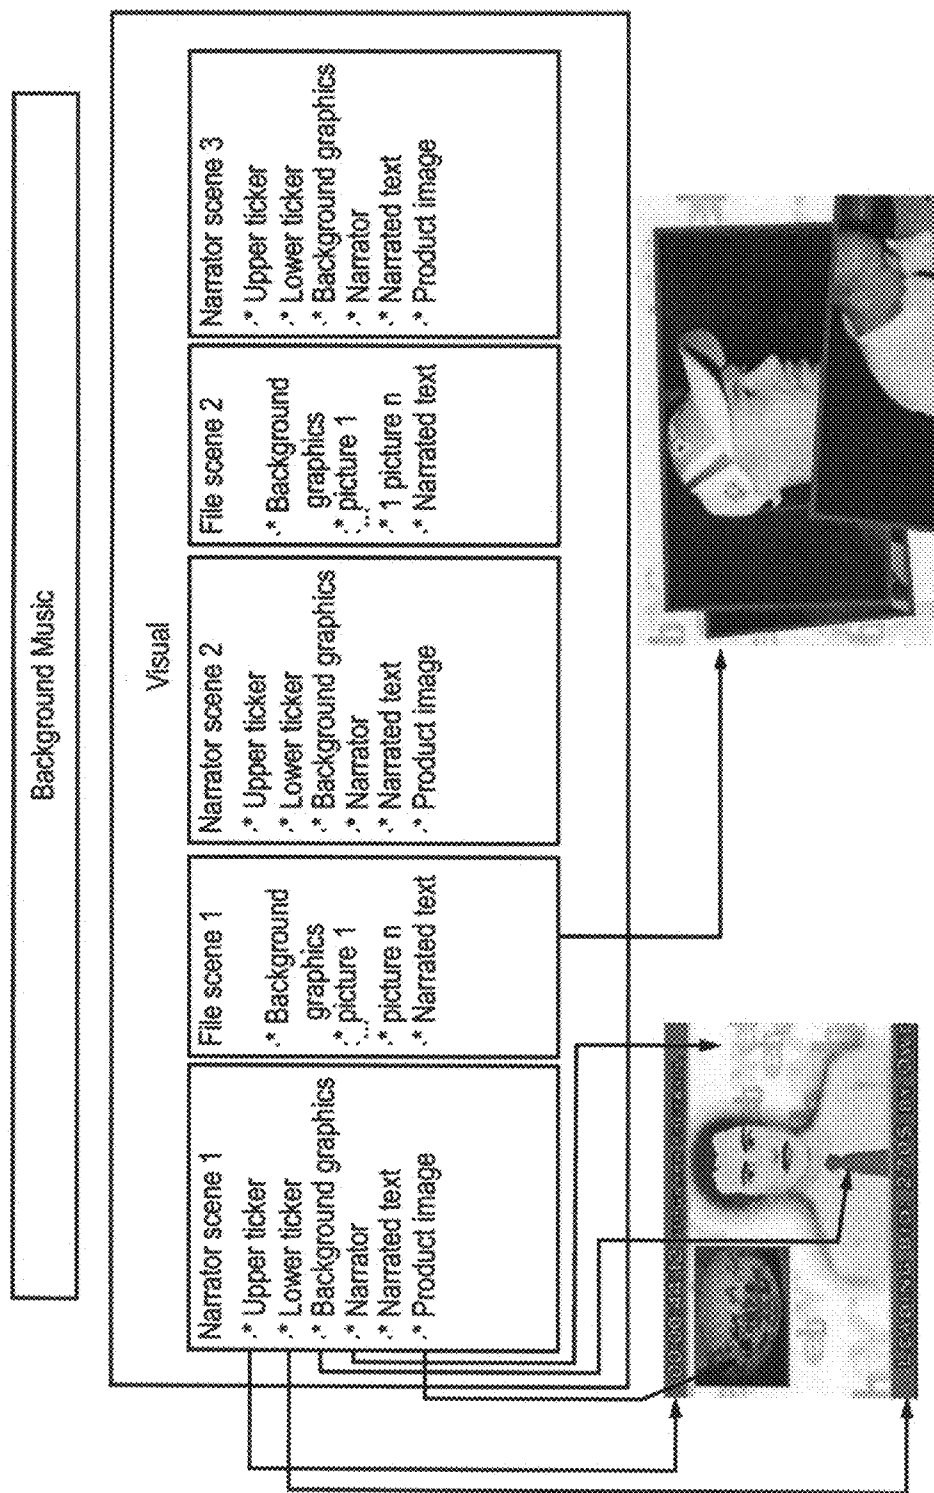 Background Music
Visual
Narrator scene 1
.* Upper ticker
.* Lower ticker
.* Background graphics
.* Narrator
.* Narrated text
.* Product image
File scene 1
.* Background
graphics
.* picture 1
...
.* picture n
.* Narrated text
Narrator scene 2
.* Upper ticker
.* Lower ticker
.* Background graphics
.* Narrator
.* Narrated text
.* Product image
File scene 2
.* Background
graphics
.* picture 1
...
.* 1 picture n
.* Narrated text
Narrator scene 3
.* Upper ticker
.* Lower ticker
.* Background graphics
.* Narrator
.* Narrated text
.* Product image